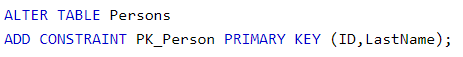 ALTER TABLE Persons
ADD CONSTRAINT PK_Person PRIMARY KEY (ID,LastName);